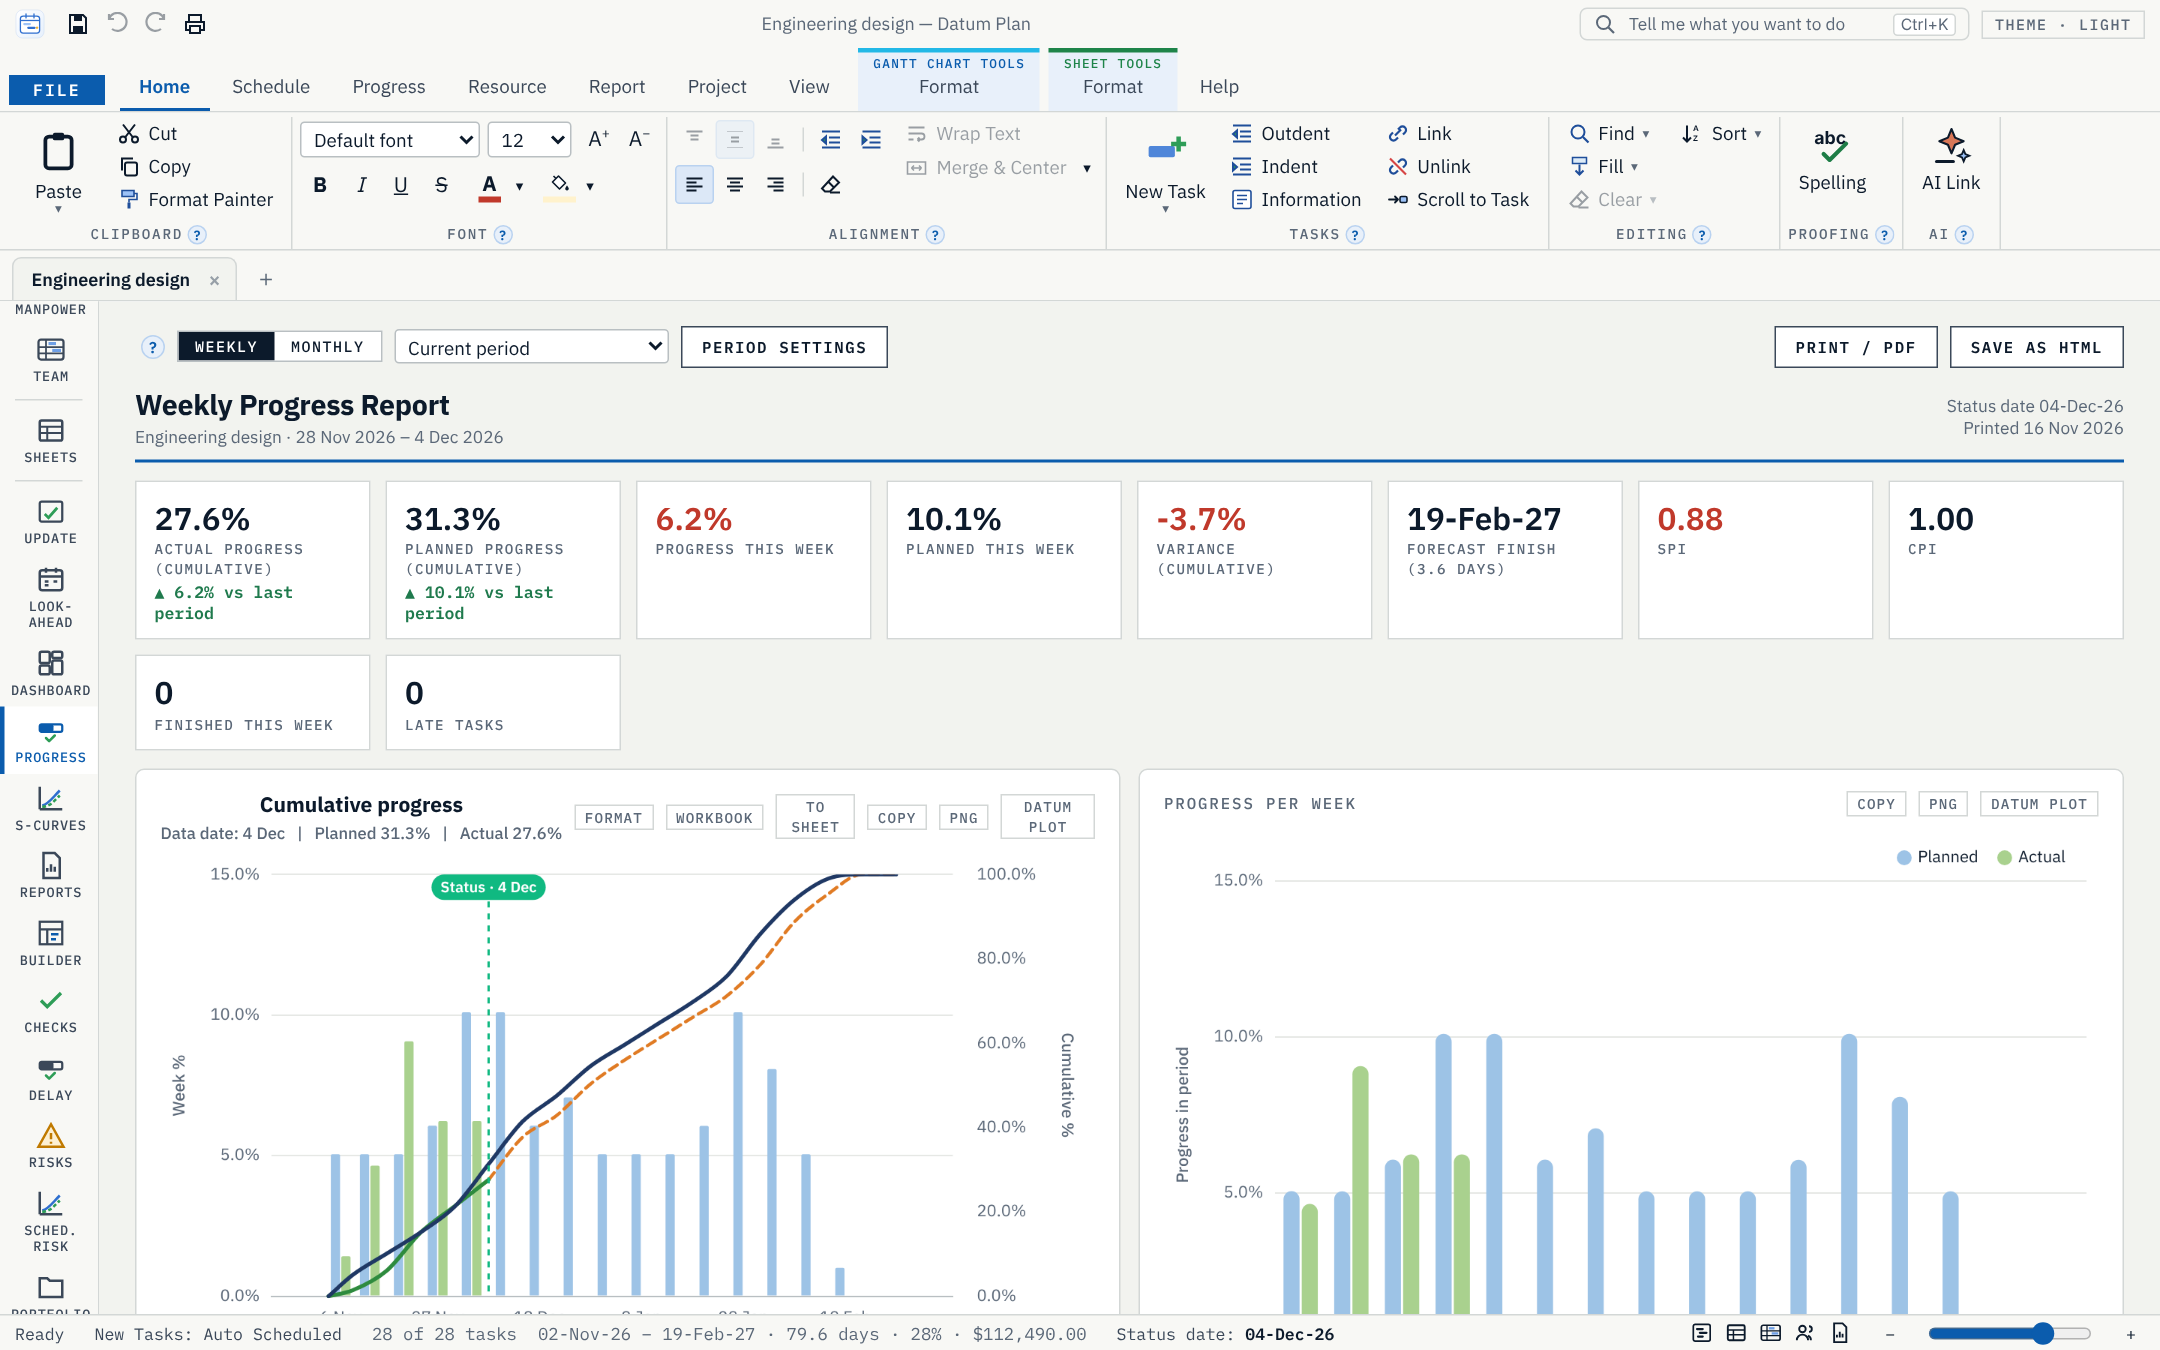 Engineering design — Datum Plan
Tell me what you want to do
Ctrl+K
THEME · LIGHT
FILE
Home
Schedule
Progress
Resource
Report
Project
View
GANTT CHART TOOLS
Format
SHEET TOOLS
Format
Help
Paste
Cut
Copy
Format Painter
CLIPBOARD ?
Default font
12
A+ A−
B I U S A
FONT ?
Wrap Text
Merge & Center
ALIGNMENT ?
New Task
Outdent
Indent
Information
Link
Unlink
Scroll to Task
TASKS ?
Find
Sort
Fill
Clear
EDITING ?
abc
Spelling
PROOFING ?
AI Link
AI ?
Engineering design × +
MANPOWER
TEAM
SHEETS
UPDATE
LOOK-
AHEAD
DASHBOARD
PROGRESS
S-CURVES
REPORTS
BUILDER
CHECKS
DELAY
RISKS
SCHED.
RISK
? WEEKLY MONTHLY
Current period
PERIOD SETTINGS
PRINT / PDF
SAVE AS HTML
Weekly Progress Report
Engineering design · 28 Nov 2026 – 4 Dec 2026
Status date 04-Dec-26
Printed 16 Nov 2026
27.6%
ACTUAL PROGRESS
(CUMULATIVE)
▲ 6.2% vs last
period
31.3%
PLANNED PROGRESS
(CUMULATIVE)
▲ 10.1% vs last
period
6.2%
PROGRESS THIS WEEK
10.1%
PLANNED THIS WEEK
-3.7%
VARIANCE
(CUMULATIVE)
19-Feb-27
FORECAST FINISH
(3.6 DAYS)
0.88
SPI
1.00
CPI
0
FINISHED THIS WEEK
0
LATE TASKS
Cumulative progress
Data date: 4 Dec | Planned 31.3% | Actual 27.6%
FORMAT
WORKBOOK
TO
SHEET
COPY
PNG
DATUM
PLOT
Status · 4 Dec
15.0%
10.0%
5.0%
0.0%
Week %
100.0%
80.0%
60.0%
40.0%
20.0%
0.0%
Cumulative %
PROGRESS PER WEEK
COPY
PNG
DATUM PLOT
Planned
Actual
15.0%
10.0%
5.0%
Progress in period
Ready
New Tasks: Auto Scheduled
28 of 28 tasks
02-Nov-26 – 19-Feb-27 · 79.6 days · 28% · $112,490.00
Status date: 04-Dec-26
− +